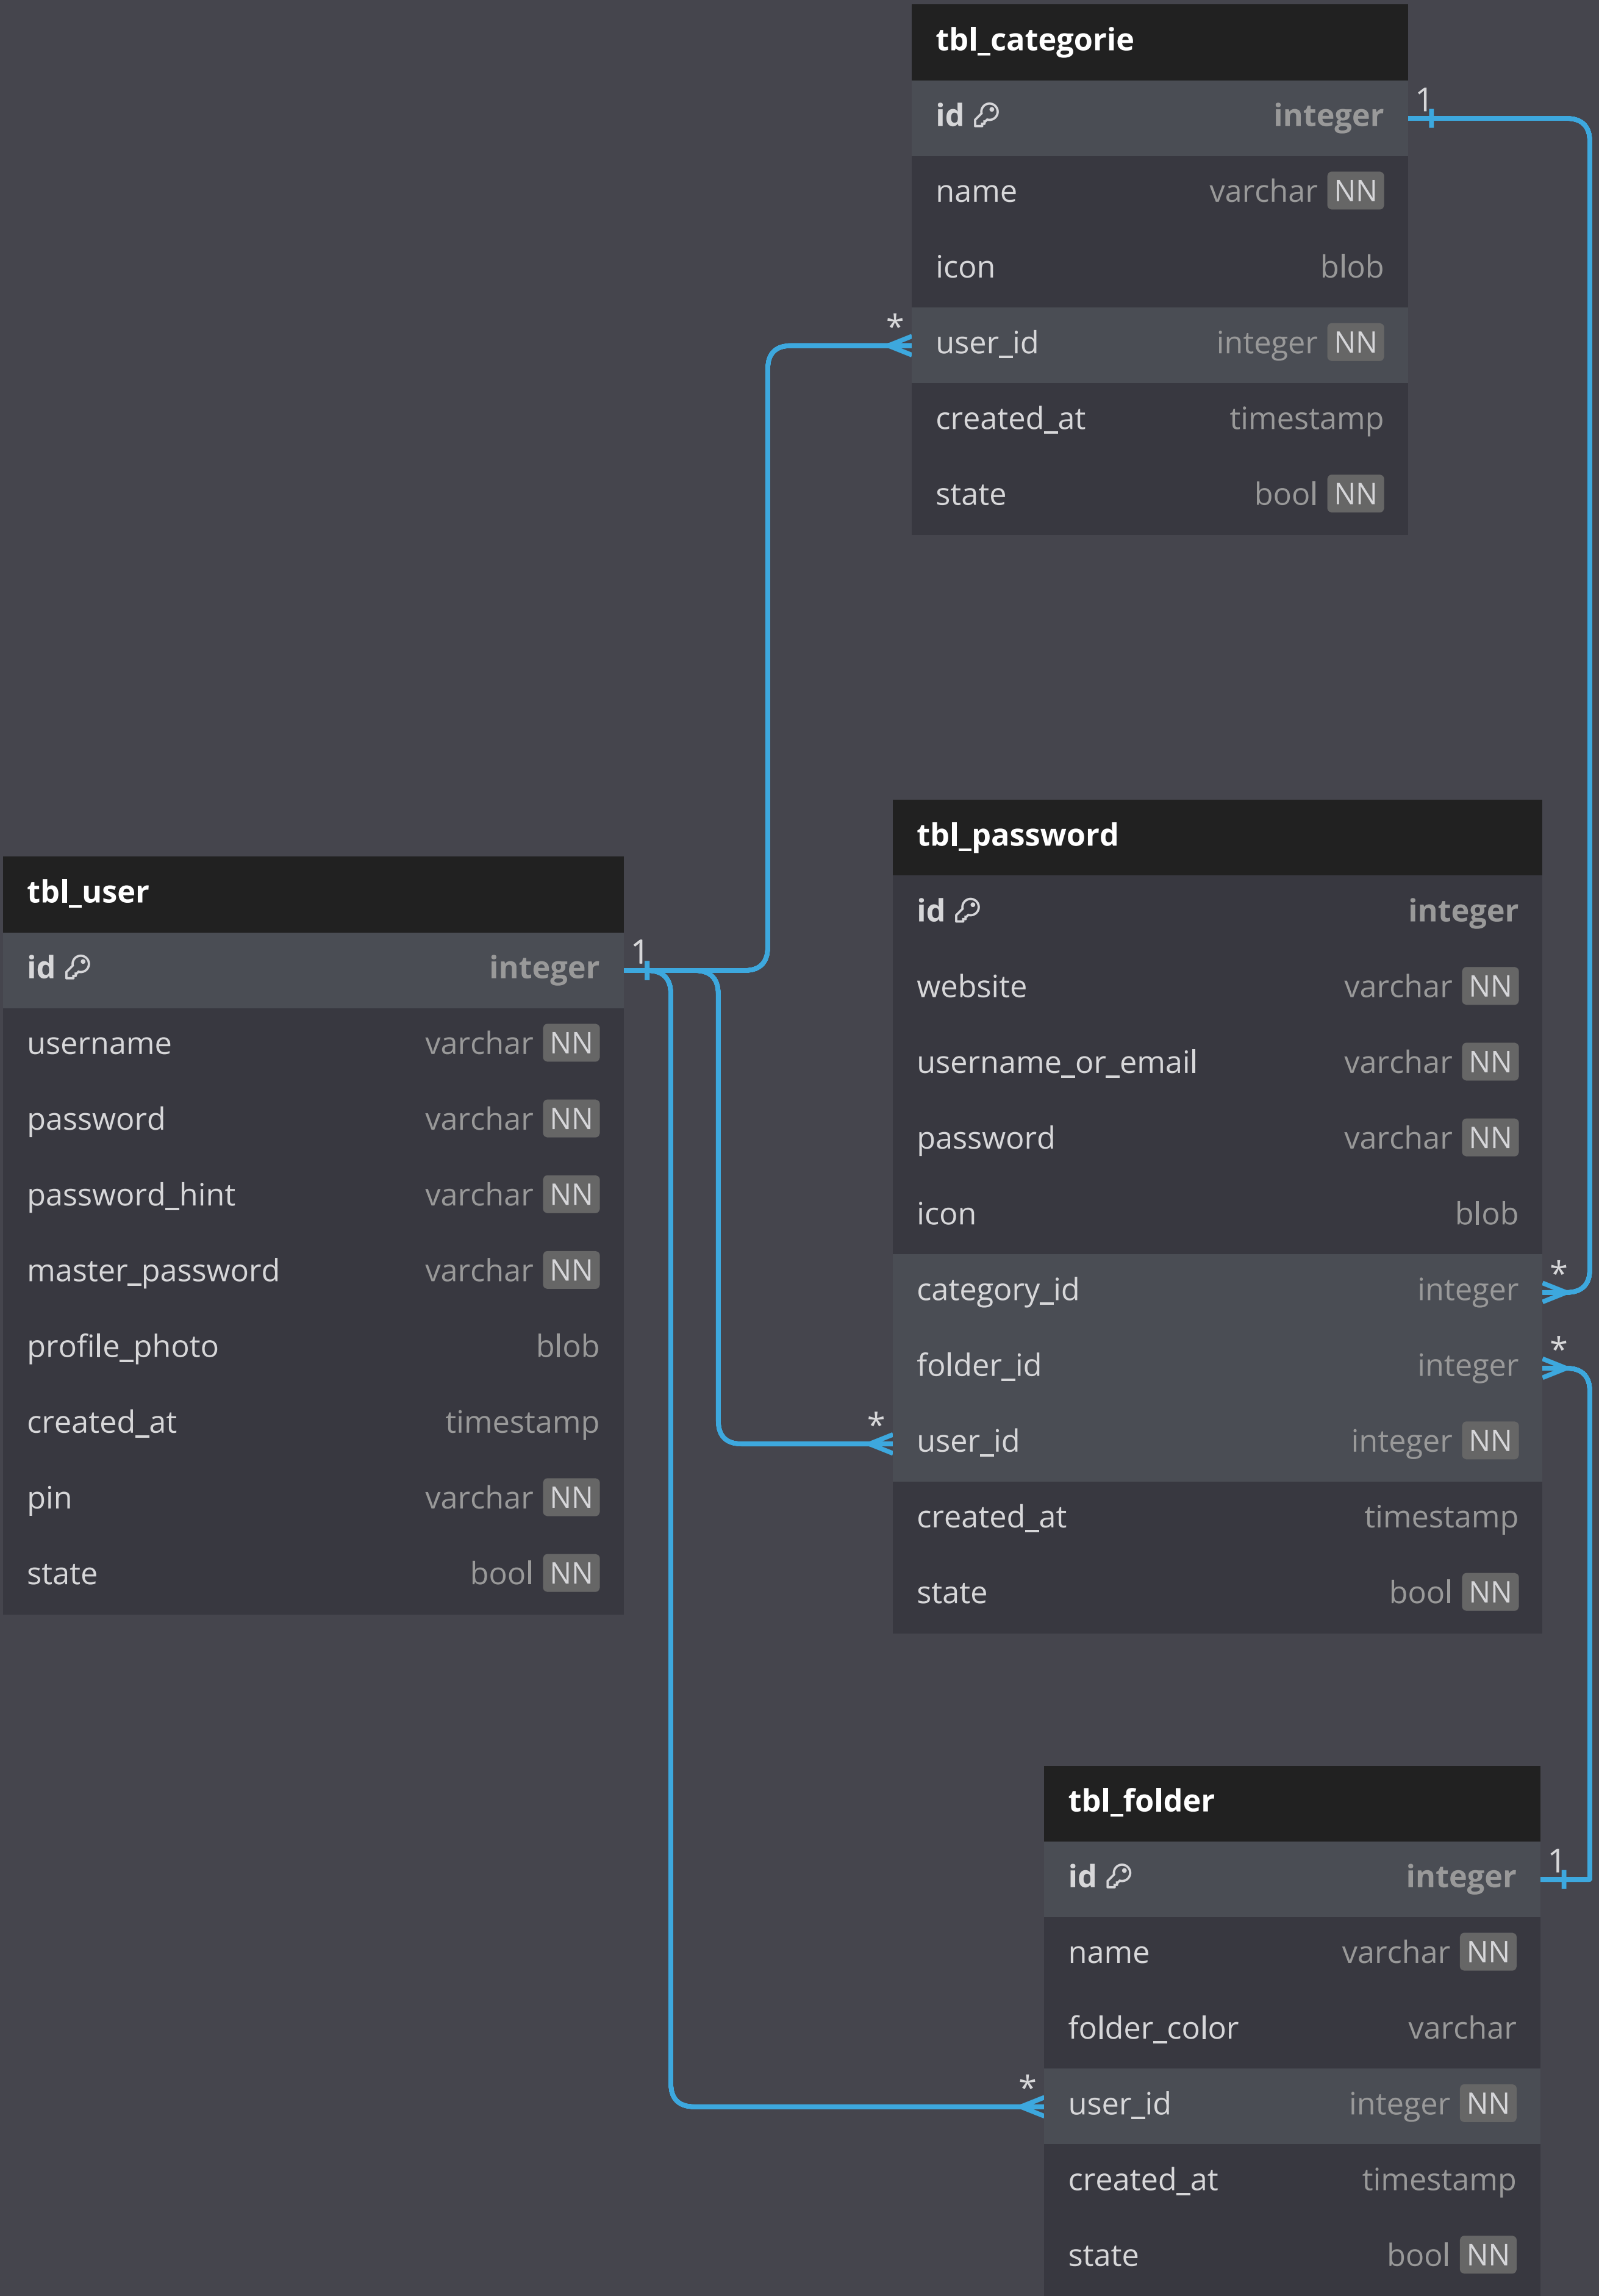 tbl_categorie
id integer
name varchar NN
icon blob
user_id integer NN
created_at timestamp
state bool NN
1
*
tbl_user
id integer
username varchar NN
password varchar NN
password_hint varchar NN
master_password varchar NN
profile_photo blob
created_at timestamp
pin varchar NN
state bool NN
1
tbl_password
id integer
website varchar NN
username_or_email varchar NN
password varchar NN
icon blob
category_id integer
folder_id integer
user_id integer NN
created_at timestamp
state bool NN
*
*
*
tbl_folder
id integer
name varchar NN
folder_color varchar
user_id integer NN
created_at timestamp
state bool NN
1
*